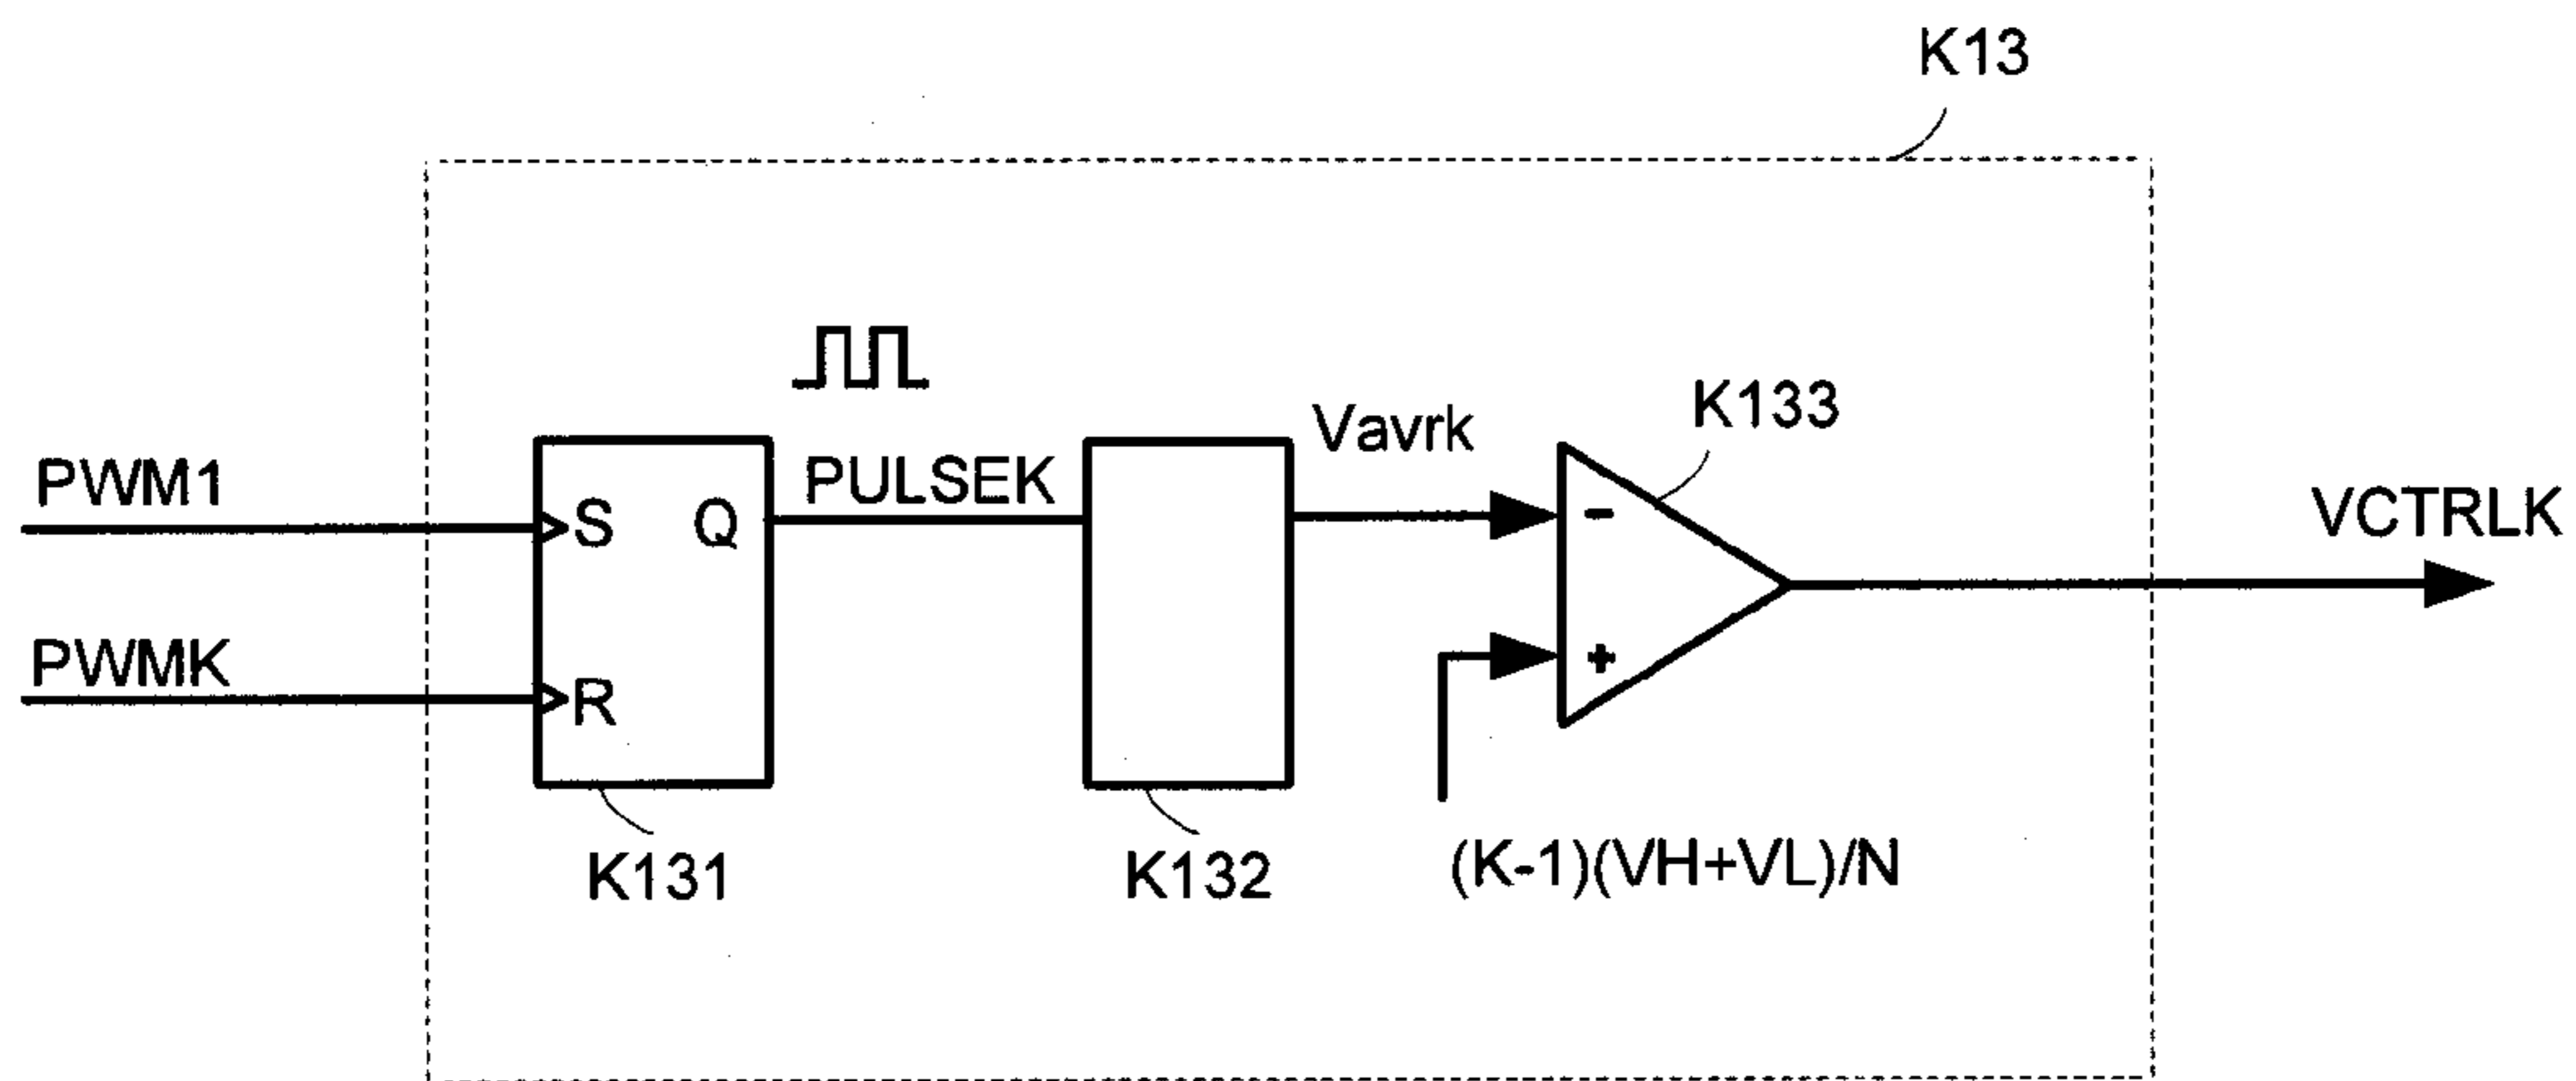 K13
PWM1
S
Q
PULSEK
Vavrk
-
K133
VCTRLK
PWMK
R
+
K131
K132
(K-1)(VH+VL)/N